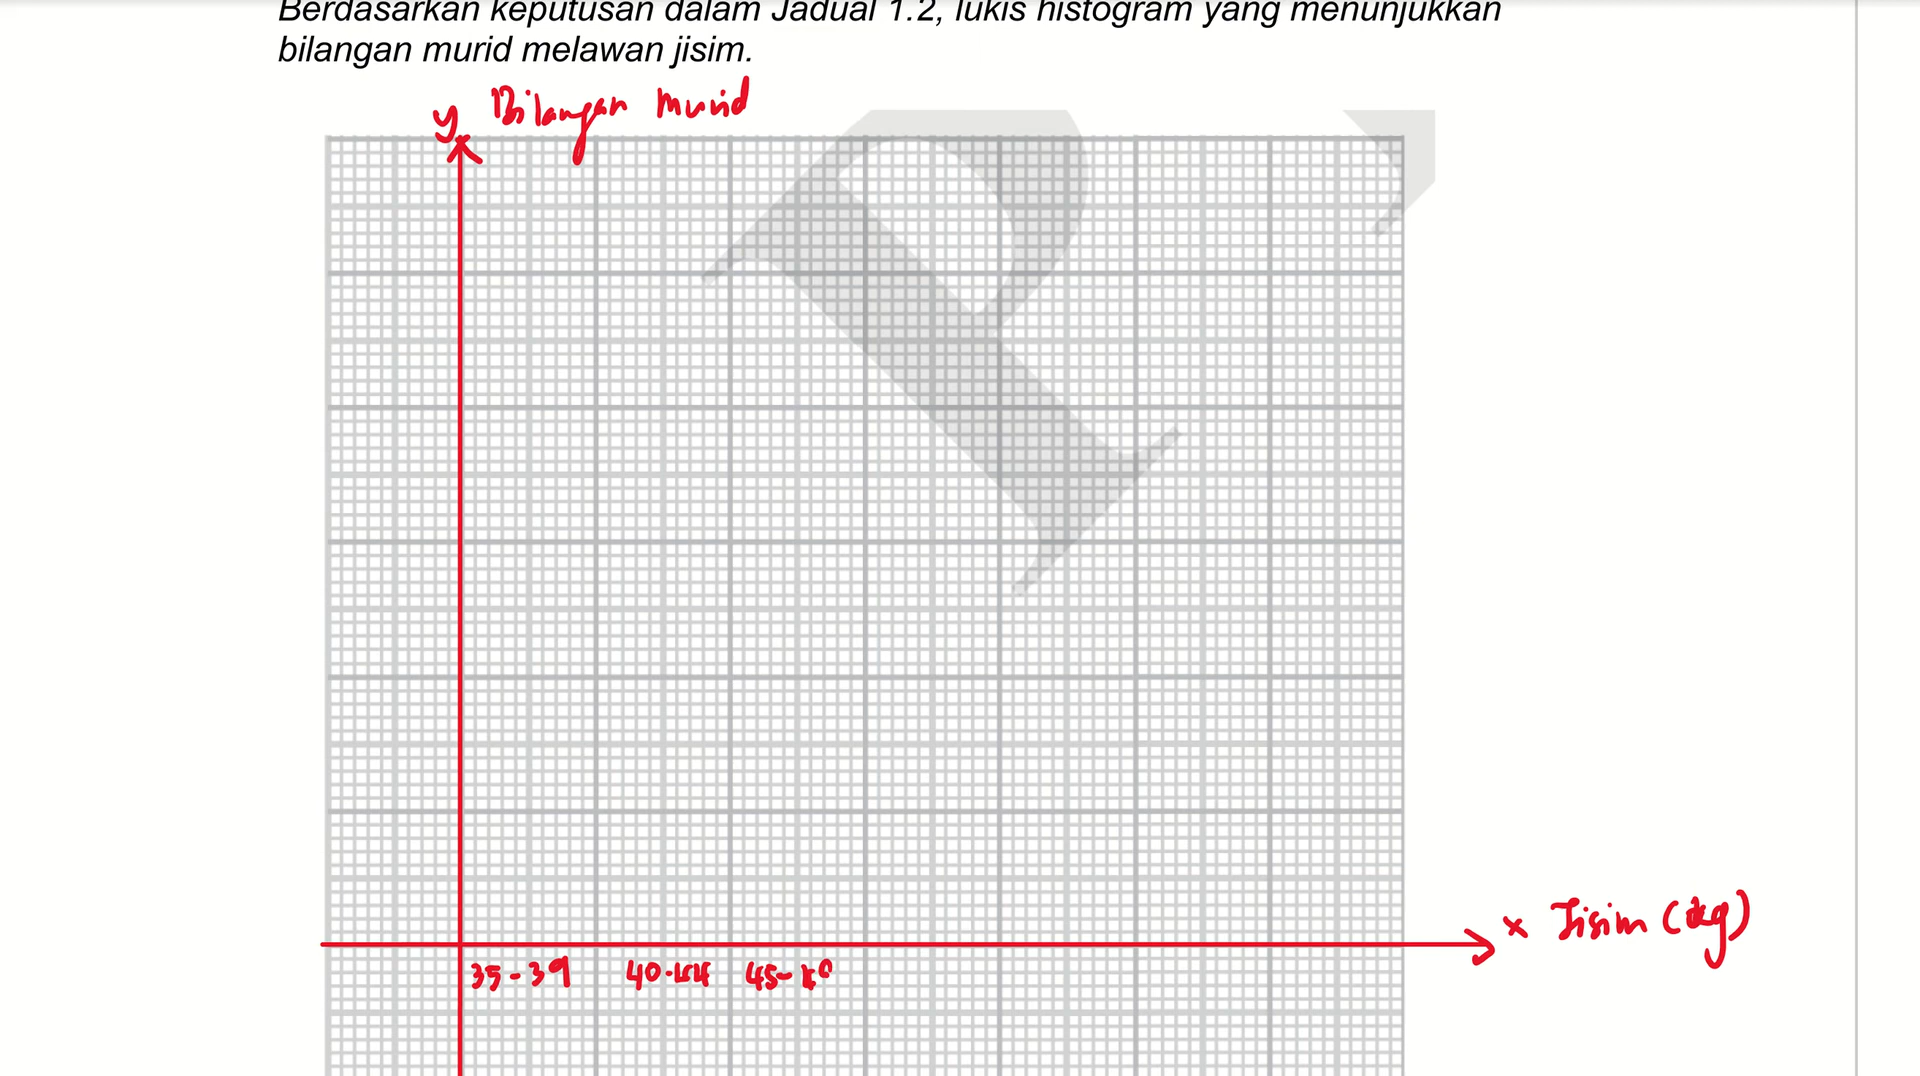 Berdasarkan keputusan dalam Jadual 1.2, lukis histogram yang menunjukkan
bilangan murid melawan jisim.
y Bilangan Murid
x Jisim (kg)
35-39 40-44 45-